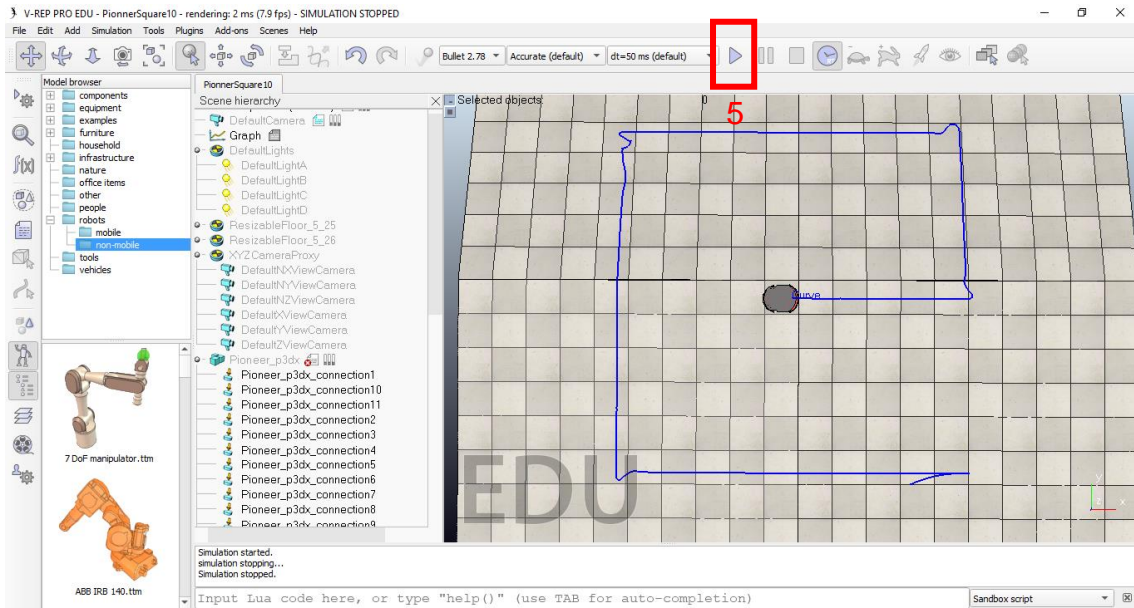 V-REP PRO EDU - PionnerSquare10 - rendering: 2 ms (7.9 fps) - SIMULATION STOPPED
File Edit Add Simulation Tools Plugins Add-ons Scenes Help
Bullet 2.78 Accurate (default) dt=50 ms (default)
5
Model browser
components
equipment
examples
furniture
household
infrastructure
nature
office items
other
people
robots
mobile
non-mobile
tools
vehicles
7 DoF manipulator.ttm
ABB IRB 140.ttm
PionnerSquare10
Scene hierarchy
DefaultCamera
Graph
DefaultLights
DefaultLightA
DefaultLightB
DefaultLightC
DefaultLightD
ResizableFloor_5_25
ResizableFloor_5_26
XYZCameraProxy
DefaultNXViewCamera
DefaultNYViewCamera
DefaultNZViewCamera
DefaultXViewCamera
DefaultYViewCamera
DefaultZViewCamera
Pioneer_p3dx
Pioneer_p3dx_connection1
Pioneer_p3dx_connection10
Pioneer_p3dx_connection11
Pioneer_p3dx_connection2
Pioneer_p3dx_connection3
Pioneer_p3dx_connection4
Pioneer_p3dx_connection5
Pioneer_p3dx_connection6
Pioneer_p3dx_connection7
Pioneer_p3dx_connection8
Pioneer_p3dx_connection9
Selected objects: 0
Curve
EDU
y
z x
Simulation started.
simulation stopping...
Simulation stopped.
Input Lua code here, or type "help()" (use TAB for auto-completion)
Sandbox script